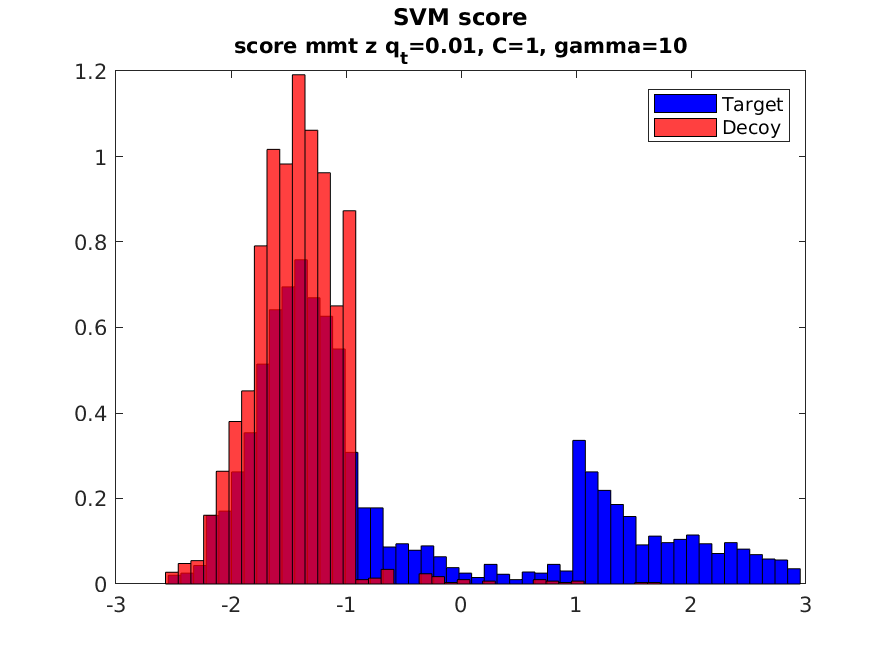 SVM score
score mmt z q_t=0.01, C=1, gamma=10
Target
Decoy
1.2
1
0.8
0.6
0.4
0.2
0
-3 -2 -1 0 1 2 3